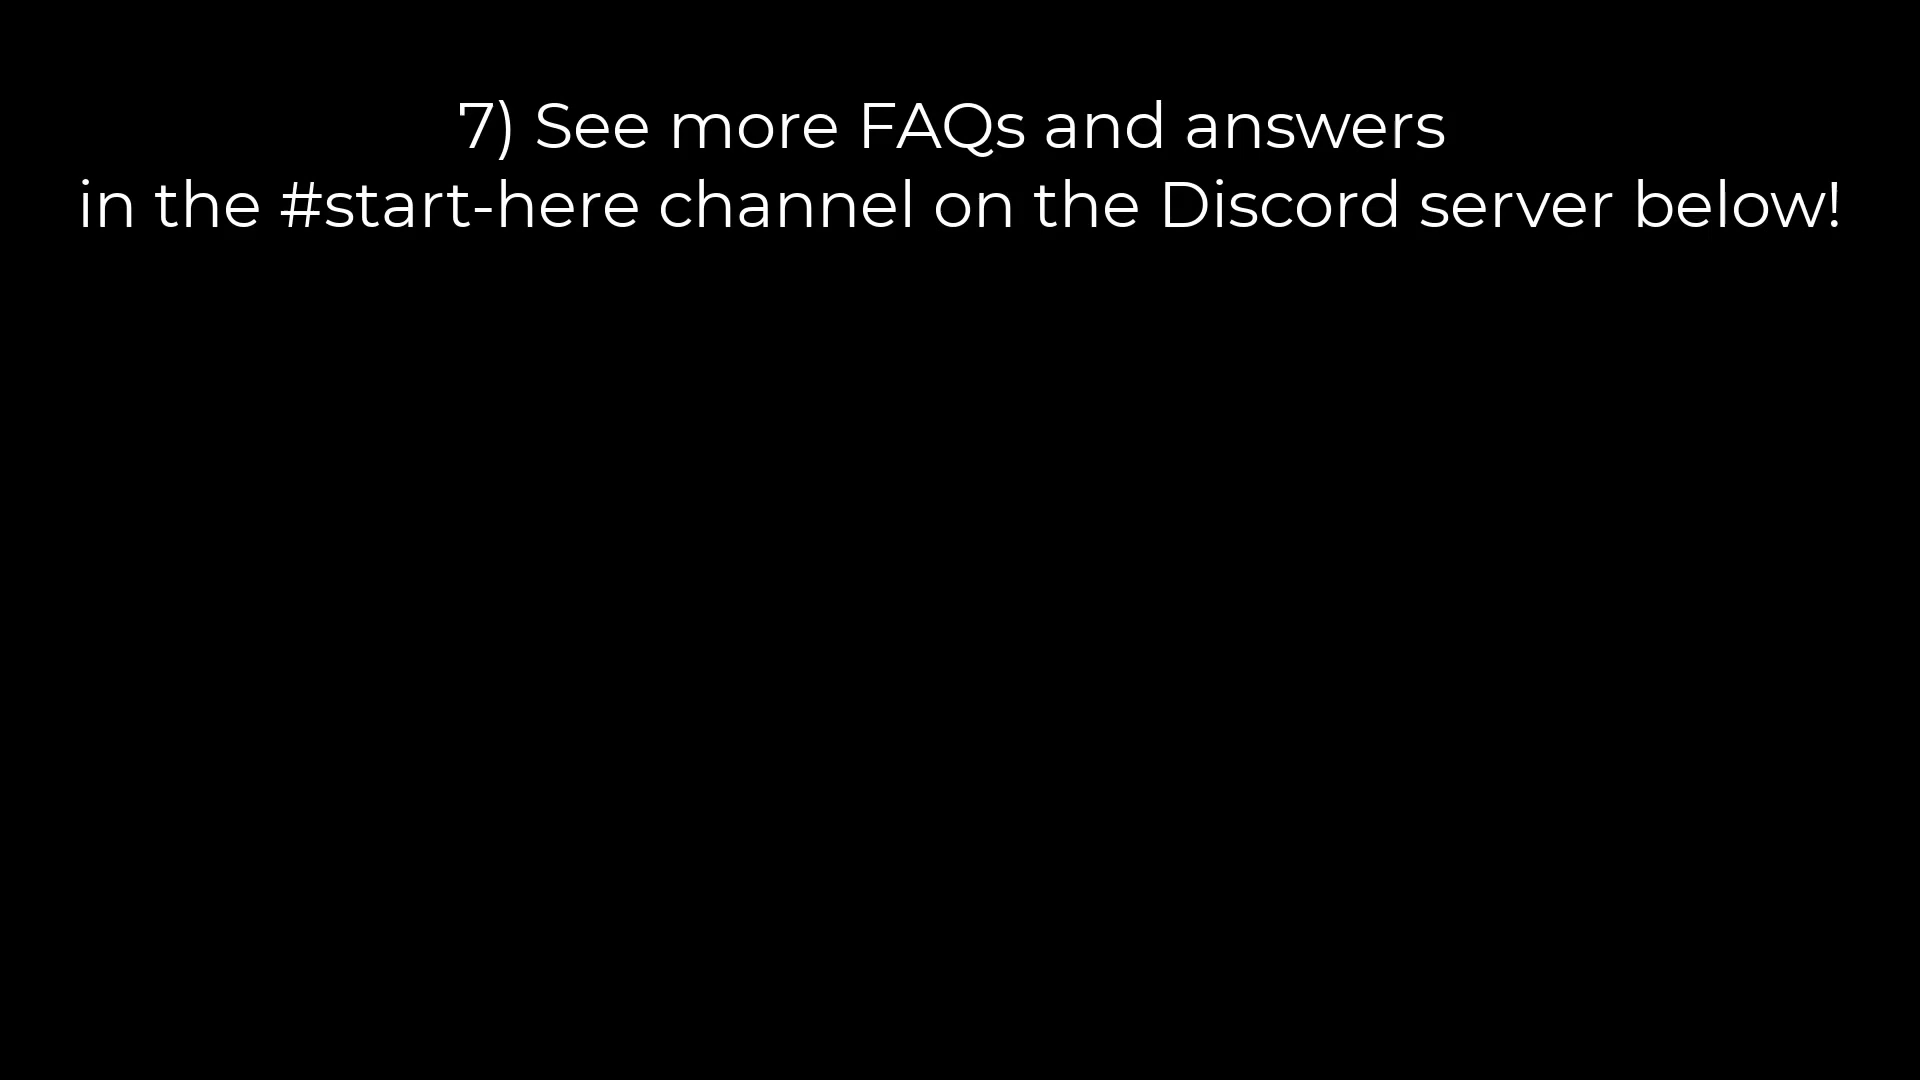 7) See more FAQs and answers
in the #start-here channel on the Discord server below!